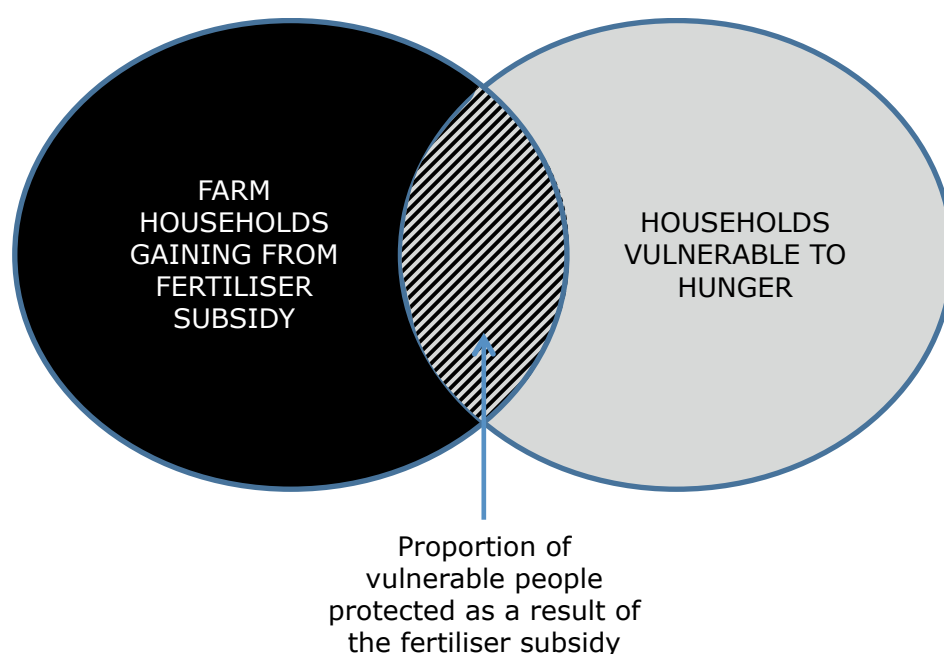 FARM
HOUSEHOLDS
GAINING FROM
FERTILISER
SUBSIDY
HOUSEHOLDS
VULNERABLE TO
HUNGER
Proportion of
vulnerable people
protected as a result of
the fertiliser subsidy